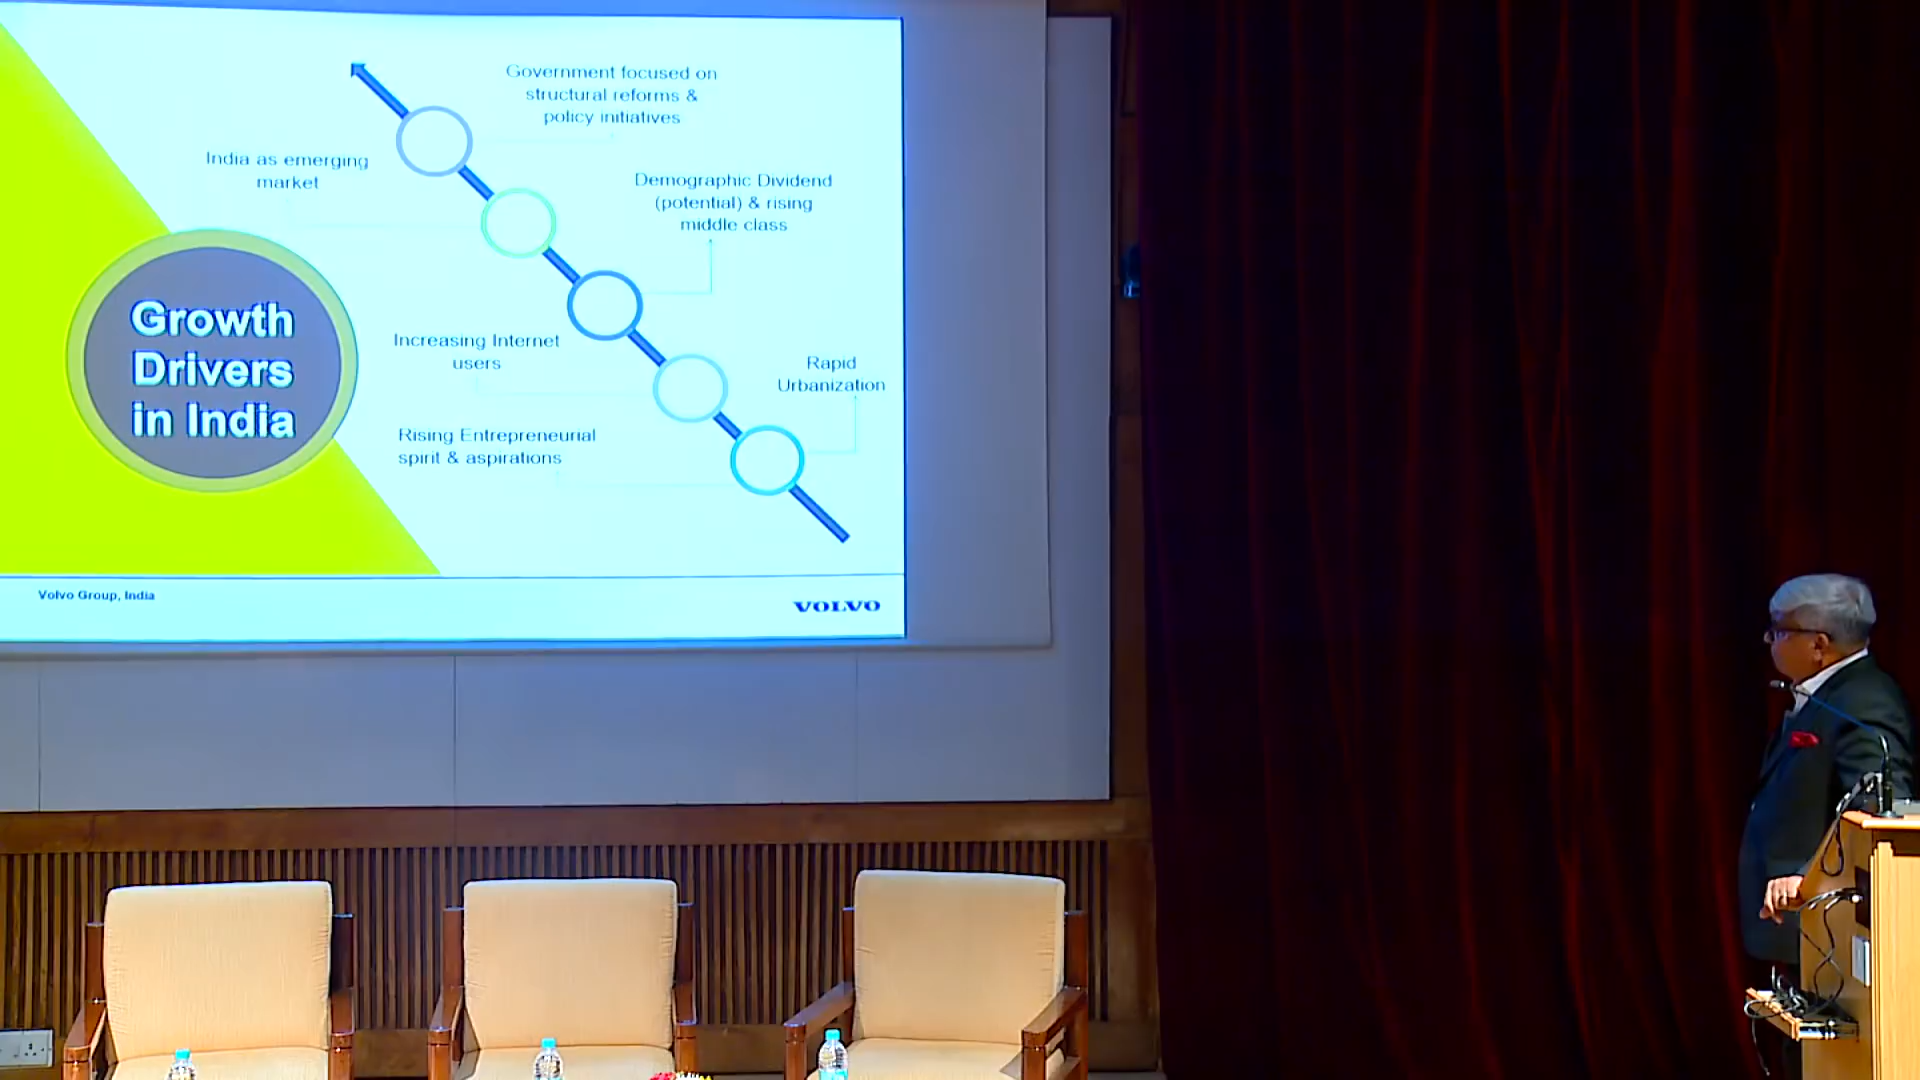 Government focused on
structural reforms &
policy initiatives
India as emerging
market
Demographic Dividend
(potential) & rising
middle class
Growth
Drivers
in India
Increasing Internet
users
Rapid
Urbanization
Rising Entrepreneurial
spirit & aspirations
Volvo Group, India
VOLVO